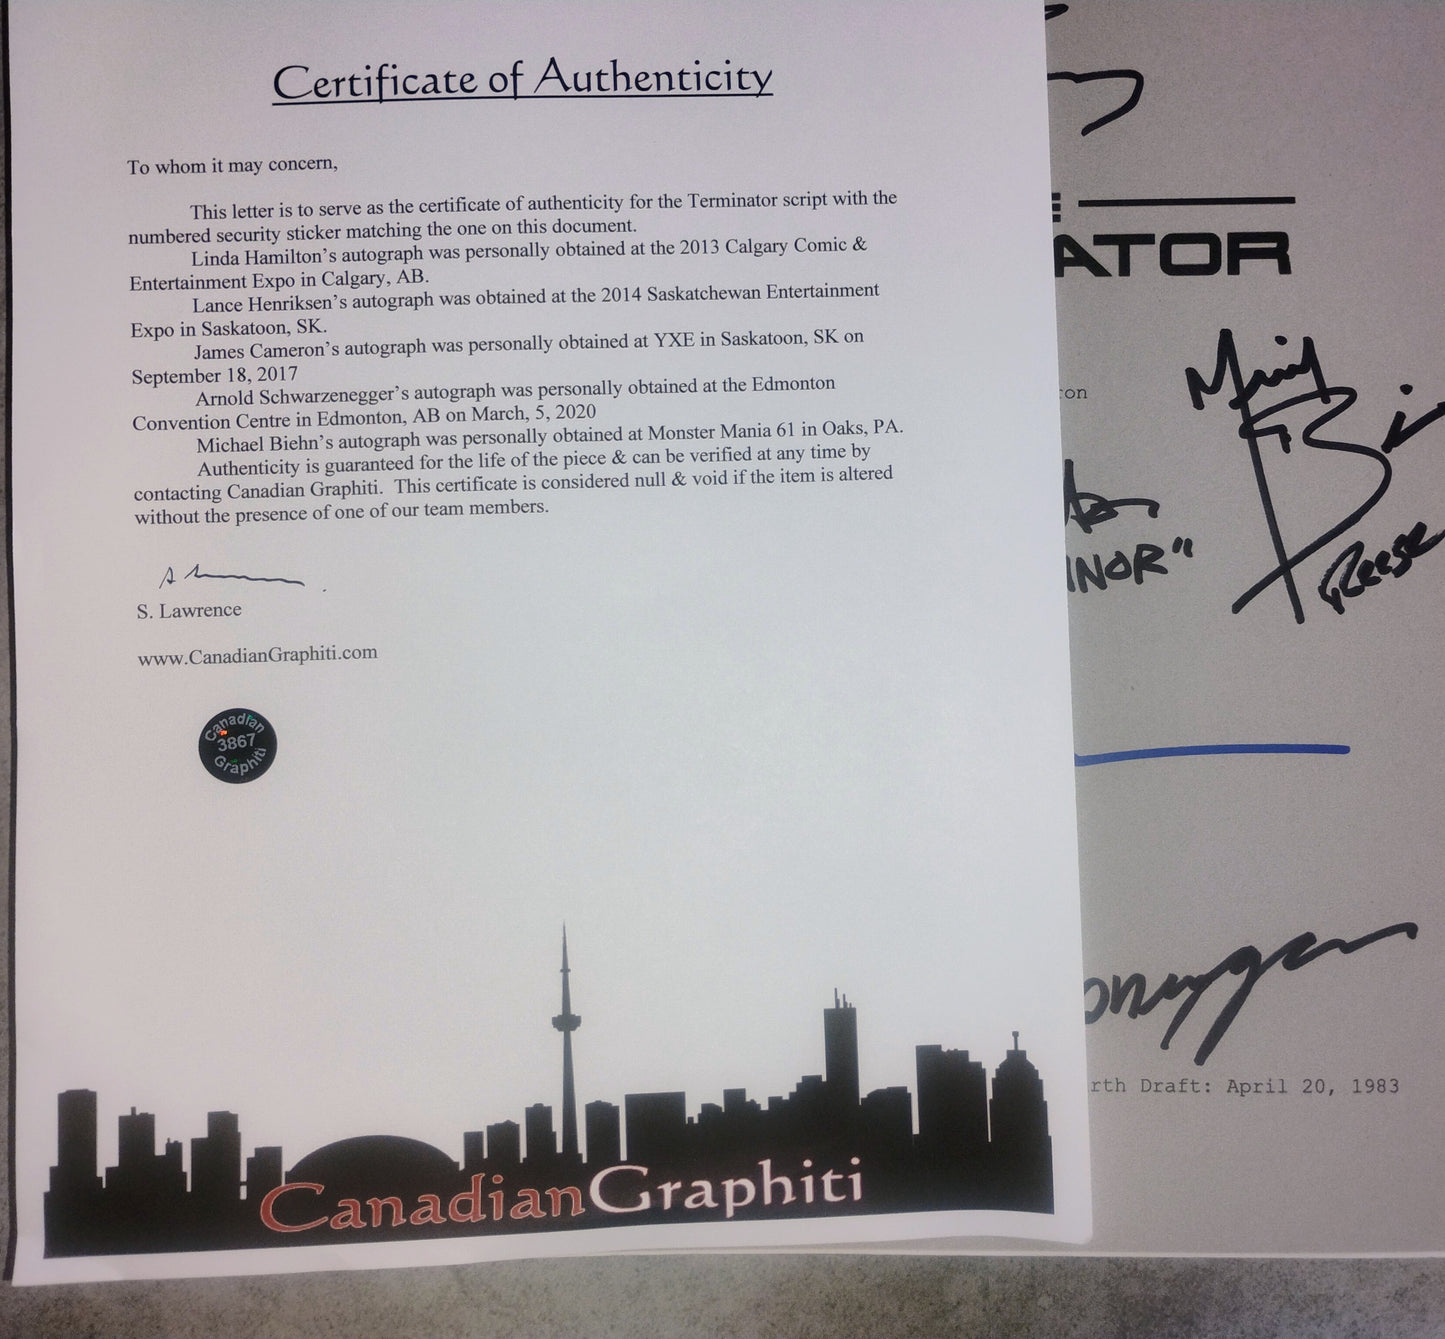 Certificate of Authenticity
To whom it may concern,
This letter is to serve as the certificate of authenticity for the Terminator script with the
numbered security sticker matching the one on this document.
Linda Hamilton's autograph was personally obtained at the 2013 Calgary Comic &
Entertainment Expo in Calgary, AB.
Lance Henriksen's autograph was obtained at the 2014 Saskatchewan Entertainment
Expo in Saskatoon, SK.
James Cameron's autograph was personally obtained at YXE in Saskatoon, SK on
September 18, 2017
Arnold Schwarzenegger's autograph was personally obtained at the Edmonton
Convention Centre in Edmonton, AB on March, 5, 2020
Michael Biehn's autograph was personally obtained at Monster Mania 61 in Oaks, PA.
Authenticity is guaranteed for the life of the piece & can be verified at any time by
contacting Canadian Graphiti. This certificate is considered null & void if the item is altered
without the presence of one of our team members.
S. Lawrence
www.CanadianGraphiti.com
Canadian
3867
Graphiti
CanadianGraphiti
ATOR
on
NOR"
Reese
rth Draft: April 20, 1983